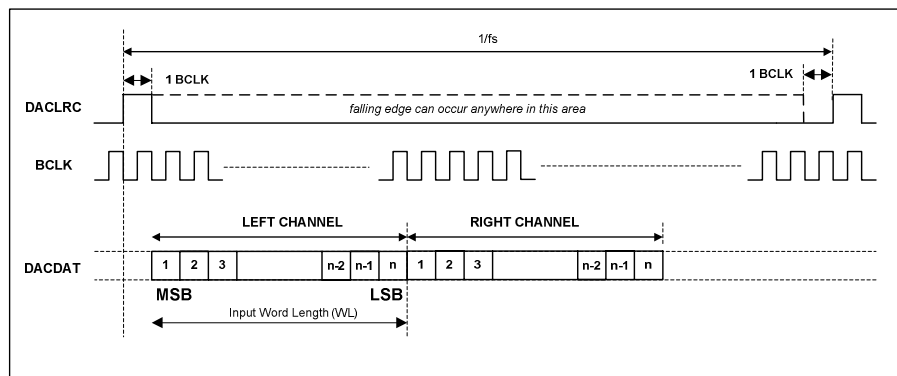 1/fs
1 BCLK
1 BCLK
DACLRC
falling edge can occur anywhere in this area
BCLK
LEFT CHANNEL
RIGHT CHANNEL
DACDAT
1 2 3 n-2 n-1 n 1 2 3 n-2 n-1 n
MSB
LSB
Input Word Length (WL)